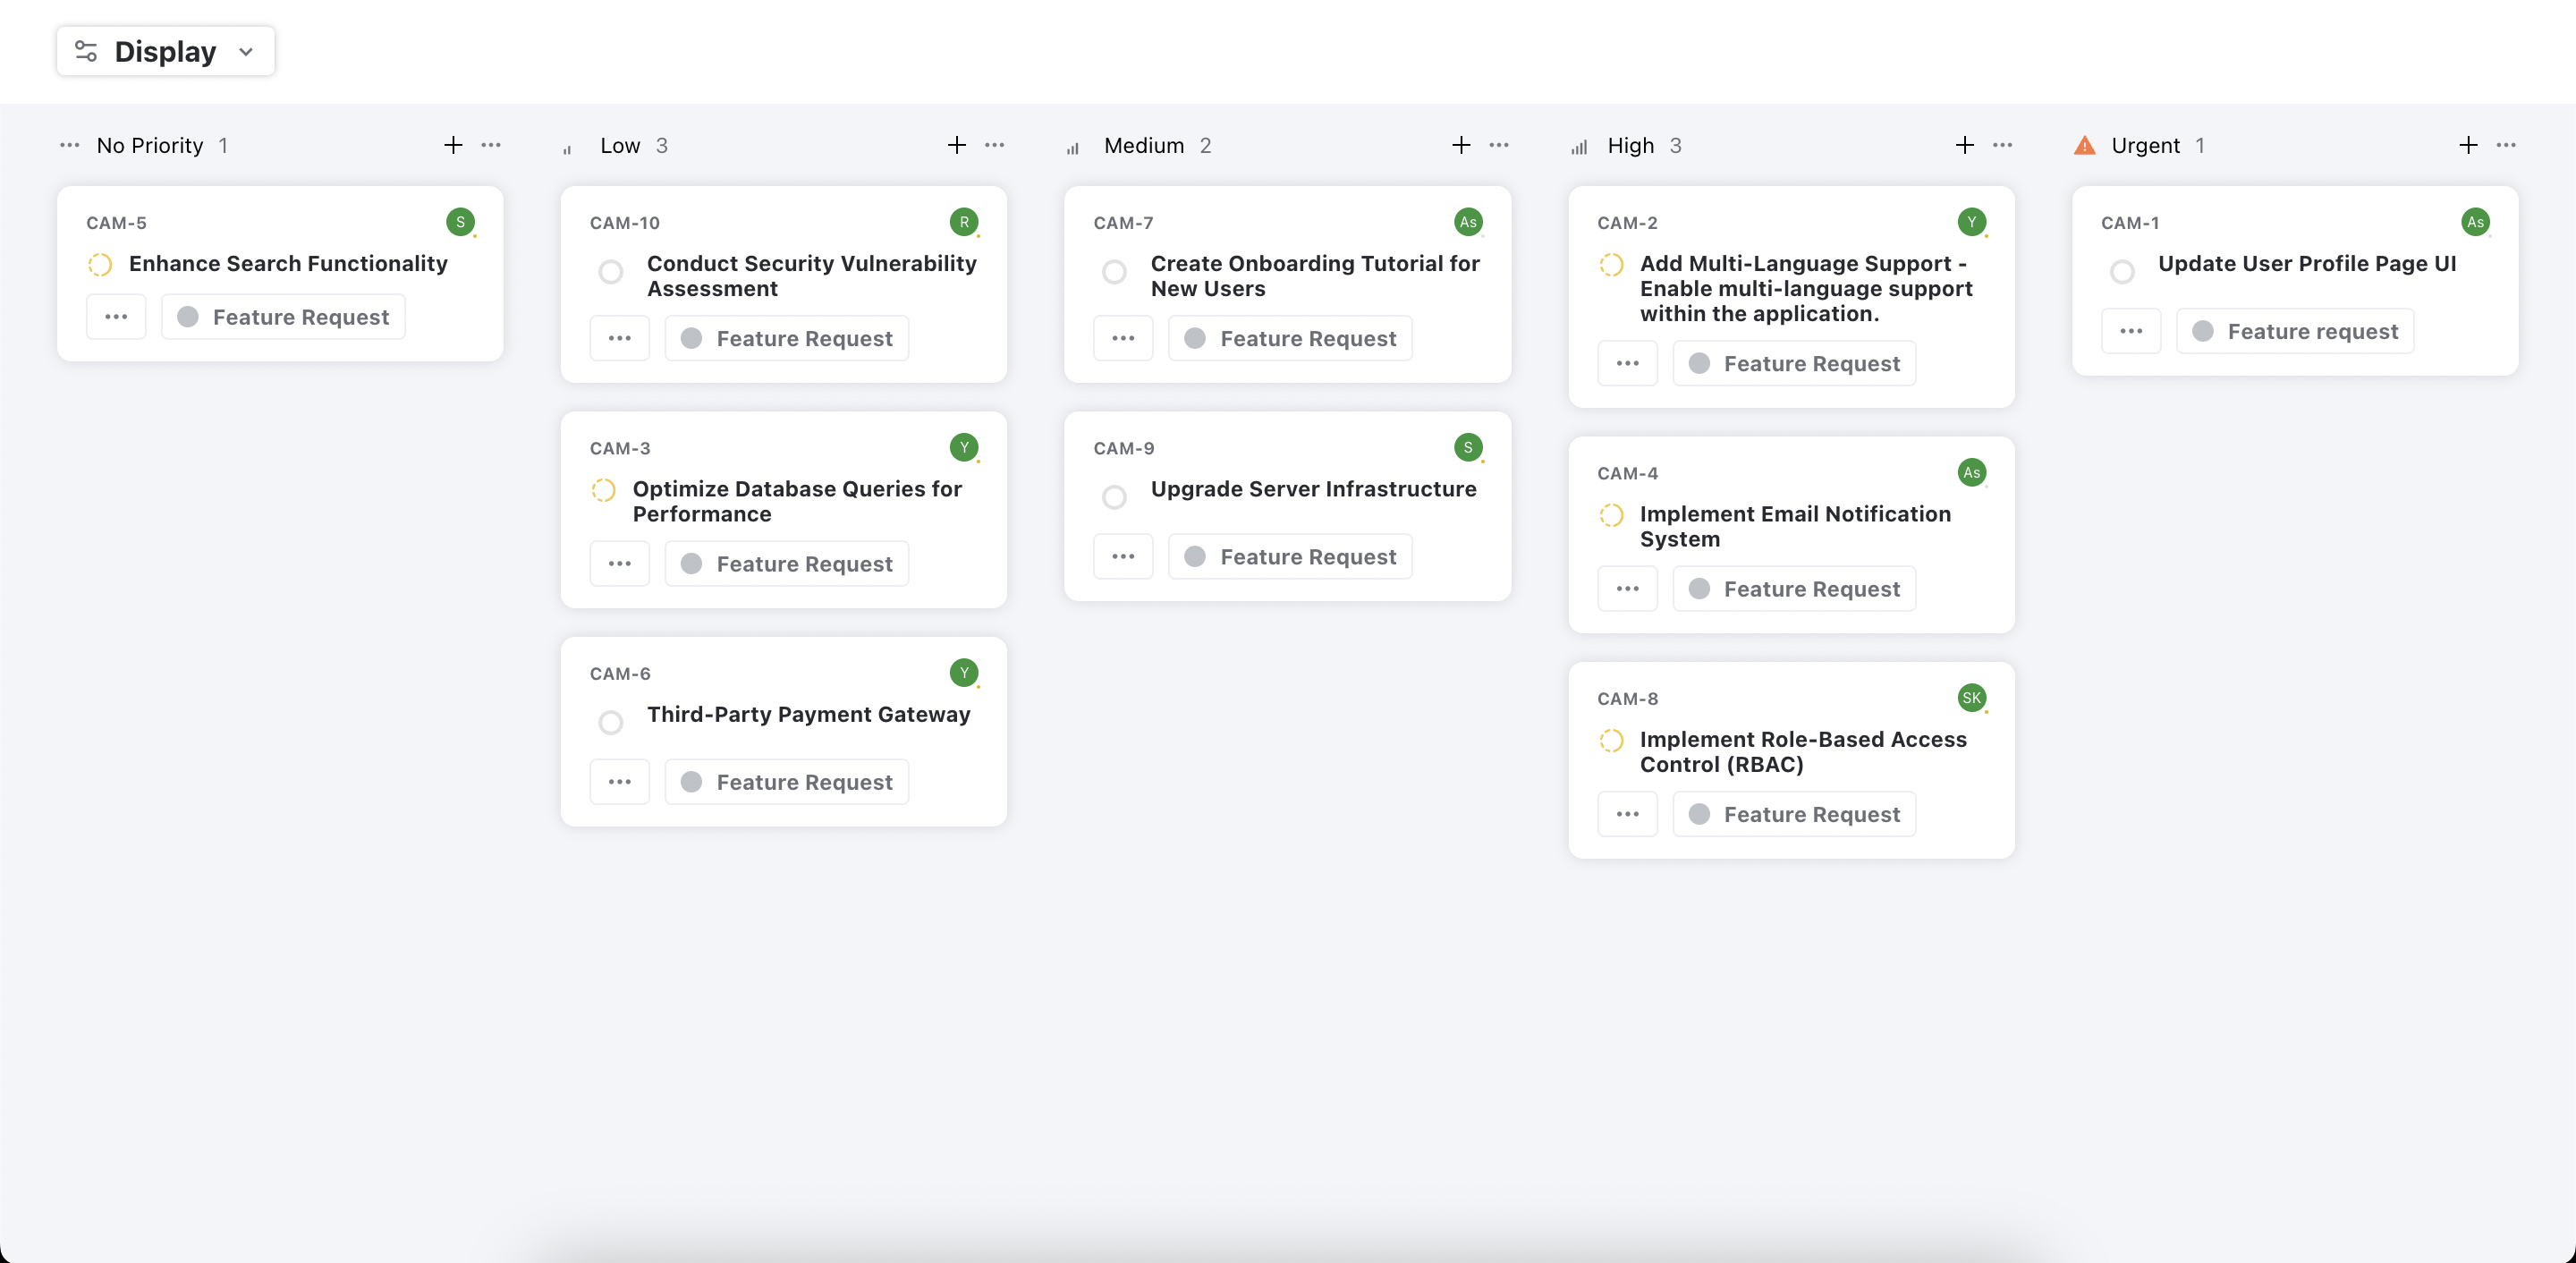 Display
No Priority 1
CAM-5
S
Enhance Search Functionality
Feature Request
Low 3
CAM-10
R
Conduct Security Vulnerability
Assessment
Feature Request
CAM-3
Y
Optimize Database Queries for
Performance
Feature Request
CAM-6
Y
Third-Party Payment Gateway
Feature Request
Medium 2
CAM-7
As
Create Onboarding Tutorial for
New Users
Feature Request
CAM-9
S
Upgrade Server Infrastructure
Feature Request
High 3
CAM-2
Y
Add Multi-Language Support -
Enable multi-language support
within the application.
Feature Request
CAM-4
As
Implement Email Notification
System
Feature Request
CAM-8
SK
Implement Role-Based Access
Control (RBAC)
Feature Request
Urgent 1
CAM-1
As
Update User Profile Page UI
Feature request